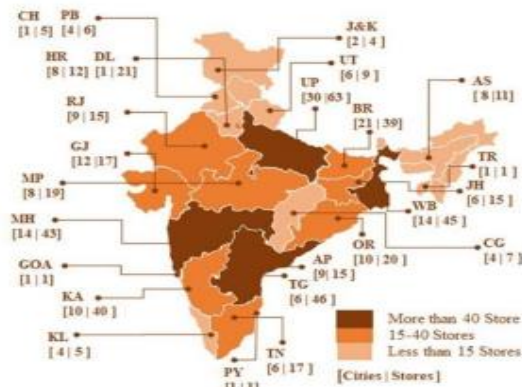 CH PB
[1 | 5] [4 | 6]
J&K
[2 | 4 ]
HR DL
[8 | 12] [1 | 21]
UT
[6 | 9 ]
UP
[30 |63 ]
AS
[ 8 |11]
RJ
[9 | 15]
BR
[21 | 39]
GJ
[12 |17]
TR
[1 | 1 ]
MP
[8 | 19]
JH
[6 | 15]
WB
[14 | 45 ]
MH
[14 | 43]
OR
[10 | 20 ]
CG
[4 | 7 ]
GOA
[1 | 1]
AP
[9| 15]
TG
[6 | 46 ]
KA
[10 | 40 ]
More than 40 Store
15-40 Stores
Less than 15 Stores
KL
[ 4 | 5 ]
TN
[6 | 17 ]
[Cities | Stores]
PY